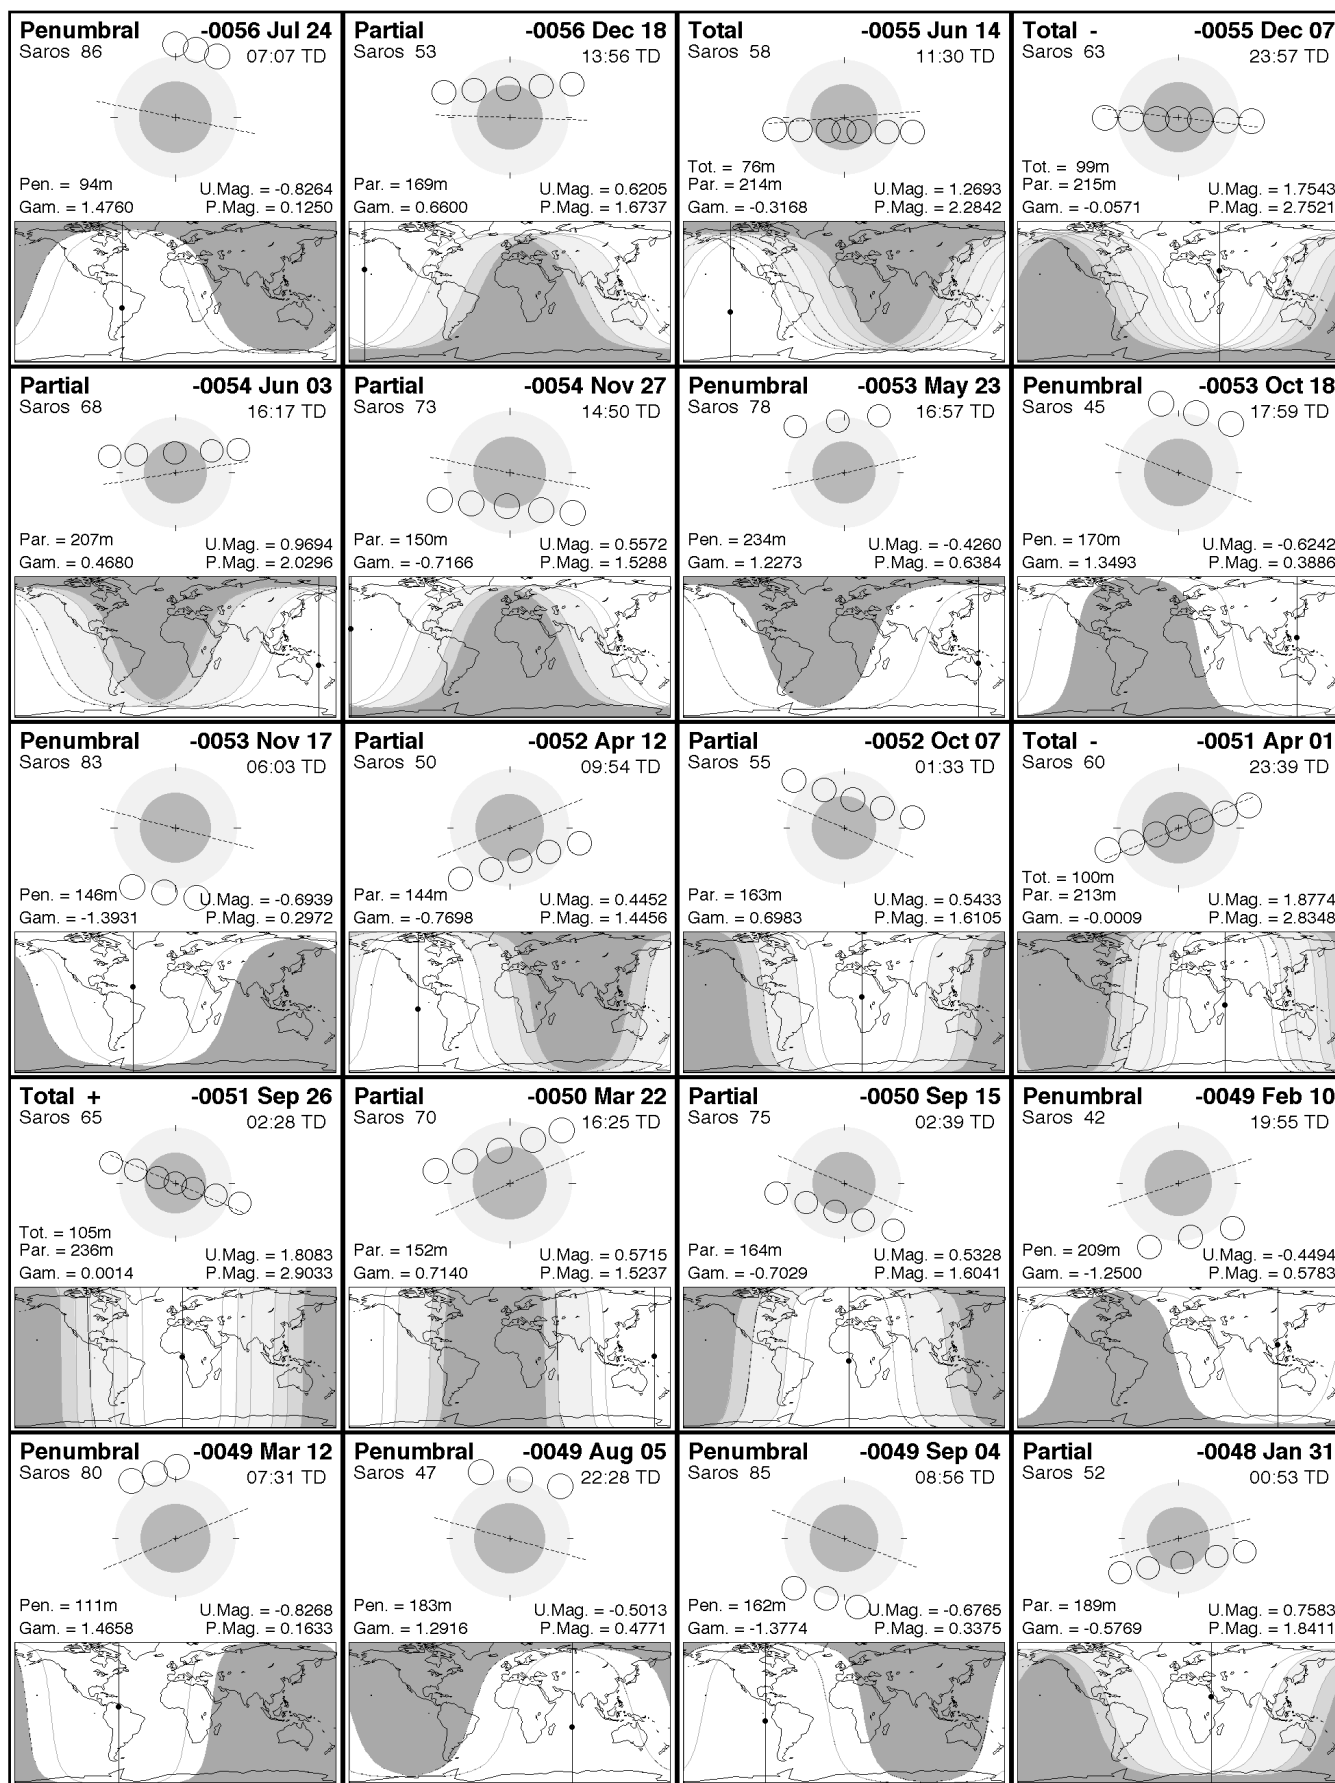 Penumbral -0056 Jul 24
Saros 86 07:07 TD
Pen. = 94m U.Mag. = -0.8264
Gam. = 1.4760 P.Mag. = 0.1250
Partial -0056 Dec 18
Saros 53 13:56 TD
Par. = 169m U.Mag. = 0.6205
Gam. = 0.6600 P.Mag. = 1.6737
Total -0055 Jun 14
Saros 58 11:30 TD
Tot. = 76m
Par. = 214m U.Mag. = 1.2693
Gam. = -0.3168 P.Mag. = 2.2842
Total - -0055 Dec 07
Saros 63 23:57 TD
Tot. = 99m
Par. = 215m U.Mag. = 1.7543
Gam. = -0.0571 P.Mag. = 2.7521
Partial -0054 Jun 03
Saros 68 16:17 TD
Par. = 207m U.Mag. = 0.9694
Gam. = 0.4680 P.Mag. = 2.0296
Partial -0054 Nov 27
Saros 73 14:50 TD
Par. = 150m U.Mag. = 0.5572
Gam. = -0.7166 P.Mag. = 1.5288
Penumbral -0053 May 23
Saros 78 16:57 TD
Pen. = 234m U.Mag. = -0.4260
Gam. = 1.2273 P.Mag. = 0.6384
Penumbral -0053 Oct 18
Saros 45 17:59 TD
Pen. = 170m U.Mag. = -0.6242
Gam. = 1.3493 P.Mag. = 0.3886
Penumbral -0053 Nov 17
Saros 83 06:03 TD
Pen. = 146m U.Mag. = -0.6939
Gam. = -1.3931 P.Mag. = 0.2972
Partial -0052 Apr 12
Saros 50 09:54 TD
Par. = 144m U.Mag. = 0.4452
Gam. = -0.7698 P.Mag. = 1.4456
Partial -0052 Oct 07
Saros 55 01:33 TD
Par. = 163m U.Mag. = 0.5433
Gam. = 0.6983 P.Mag. = 1.6105
Total - -0051 Apr 01
Saros 60 23:39 TD
Tot. = 100m
Par. = 213m U.Mag. = 1.8774
Gam. = -0.0009 P.Mag. = 2.8348
Total + -0051 Sep 26
Saros 65 02:28 TD
Tot. = 105m
Par. = 236m U.Mag. = 1.8083
Gam. = 0.0014 P.Mag. = 2.9033
Partial -0050 Mar 22
Saros 70 16:25 TD
Par. = 152m U.Mag. = 0.5715
Gam. = 0.7140 P.Mag. = 1.5237
Partial -0050 Sep 15
Saros 75 02:39 TD
Par. = 164m U.Mag. = 0.5328
Gam. = -0.7029 P.Mag. = 1.6041
Penumbral -0049 Feb 10
Saros 42 19:55 TD
Pen. = 209m U.Mag. = -0.4494
Gam. = -1.2500 P.Mag. = 0.5783
Penumbral -0049 Mar 12
Saros 80 07:31 TD
Pen. = 111m U.Mag. = -0.8268
Gam. = 1.4658 P.Mag. = 0.1633
Penumbral -0049 Aug 05
Saros 47 22:28 TD
Pen. = 183m U.Mag. = -0.5013
Gam. = 1.2916 P.Mag. = 0.4771
Penumbral -0049 Sep 04
Saros 85 08:56 TD
Pen. = 162m U.Mag. = -0.6765
Gam. = -1.3774 P.Mag. = 0.3375
Partial -0048 Jan 31
Saros 52 00:53 TD
Par. = 189m U.Mag. = 0.7583
Gam. = -0.5769 P.Mag. = 1.8411